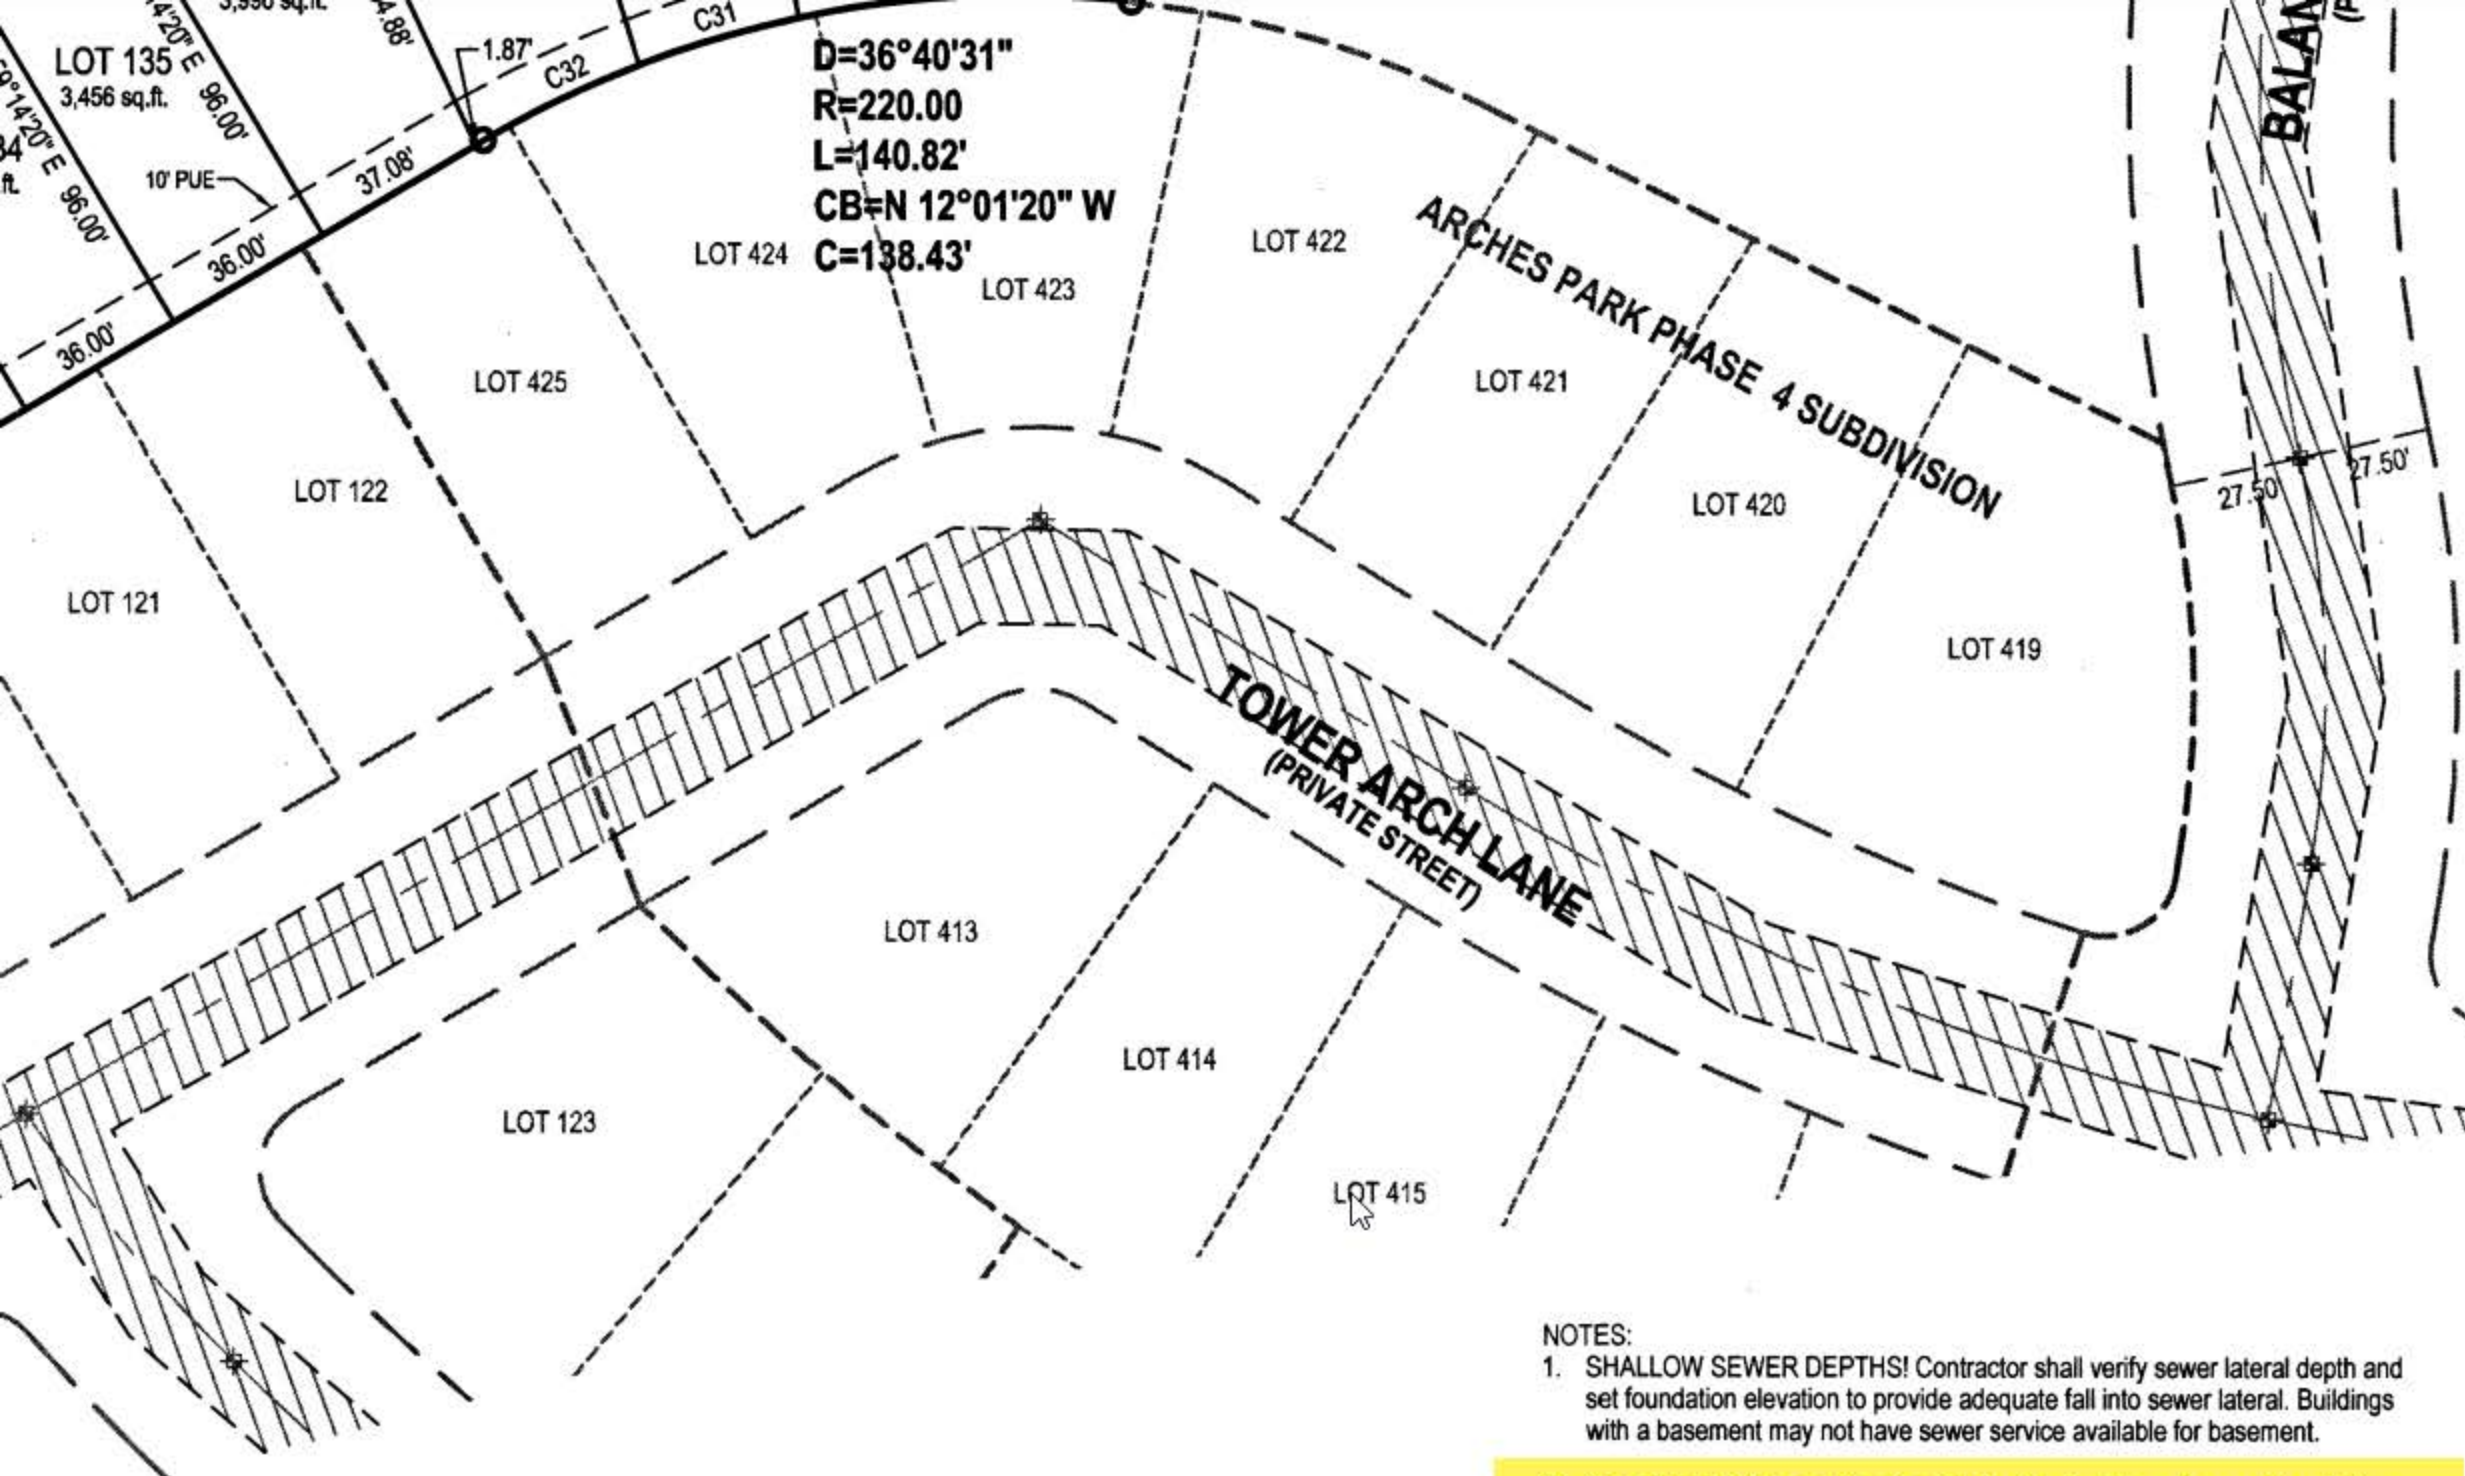 LOT 135
3,456 sq.ft.
E 96.00'
E 96.00'
1.87'
C32
C31
10' PUE
37.08'
36.00'
36.00'
D=36°40'31"
R=220.00
L=140.82'
CB=N 12°01'20" W
C=138.43'
LOT 424
LOT 423
LOT 422
LOT 425
LOT 421
LOT 122
LOT 420
LOT 121
LOT 419
ARCHES PARK PHASE 4 SUBDIVISION
27.50'
27.50'
TOWER ARCH LANE
(PRIVATE STREET)
LOT 413
LOT 414
LOT 123
LOT 415
NOTES:
1. SHALLOW SEWER DEPTHS! Contractor shall verify sewer lateral depth and
set foundation elevation to provide adequate fall into sewer lateral. Buildings
with a basement may not have sewer service available for basement.